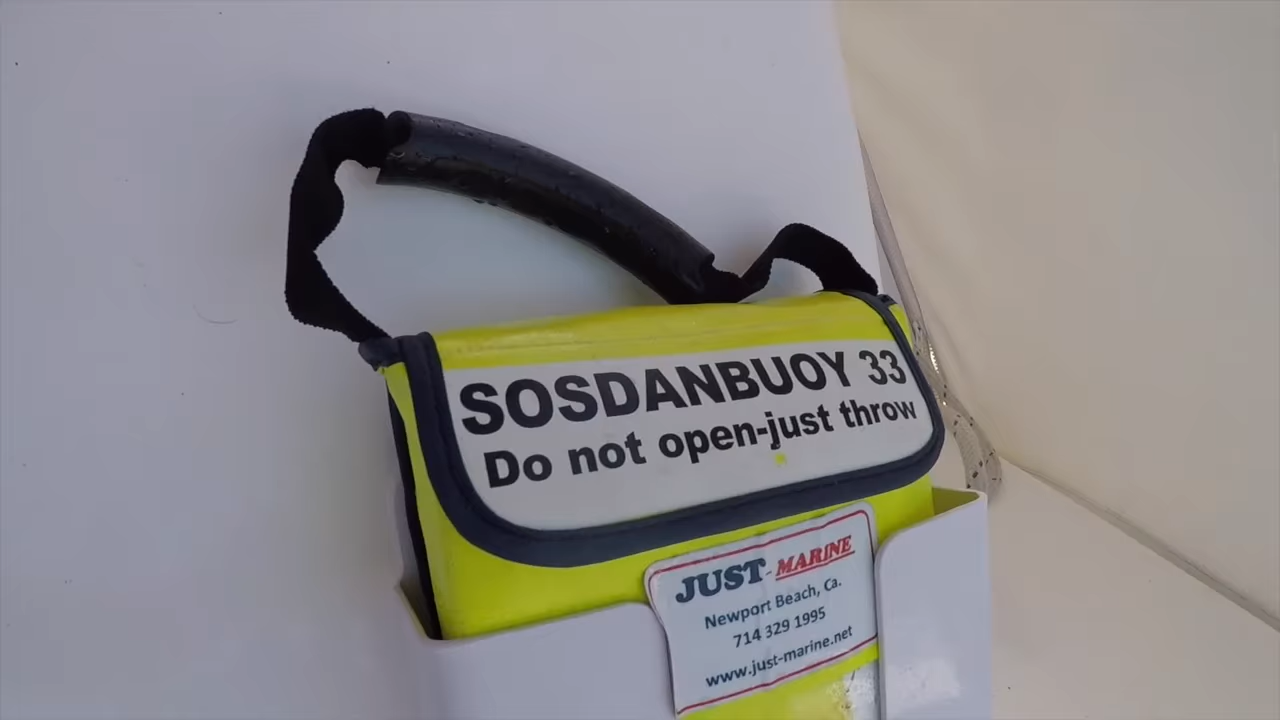 SOSDANBUOY 33
Do not open-just throw
JUST-MARINE
Newport Beach, Ca.
714 329 1995
www.just-marine.net